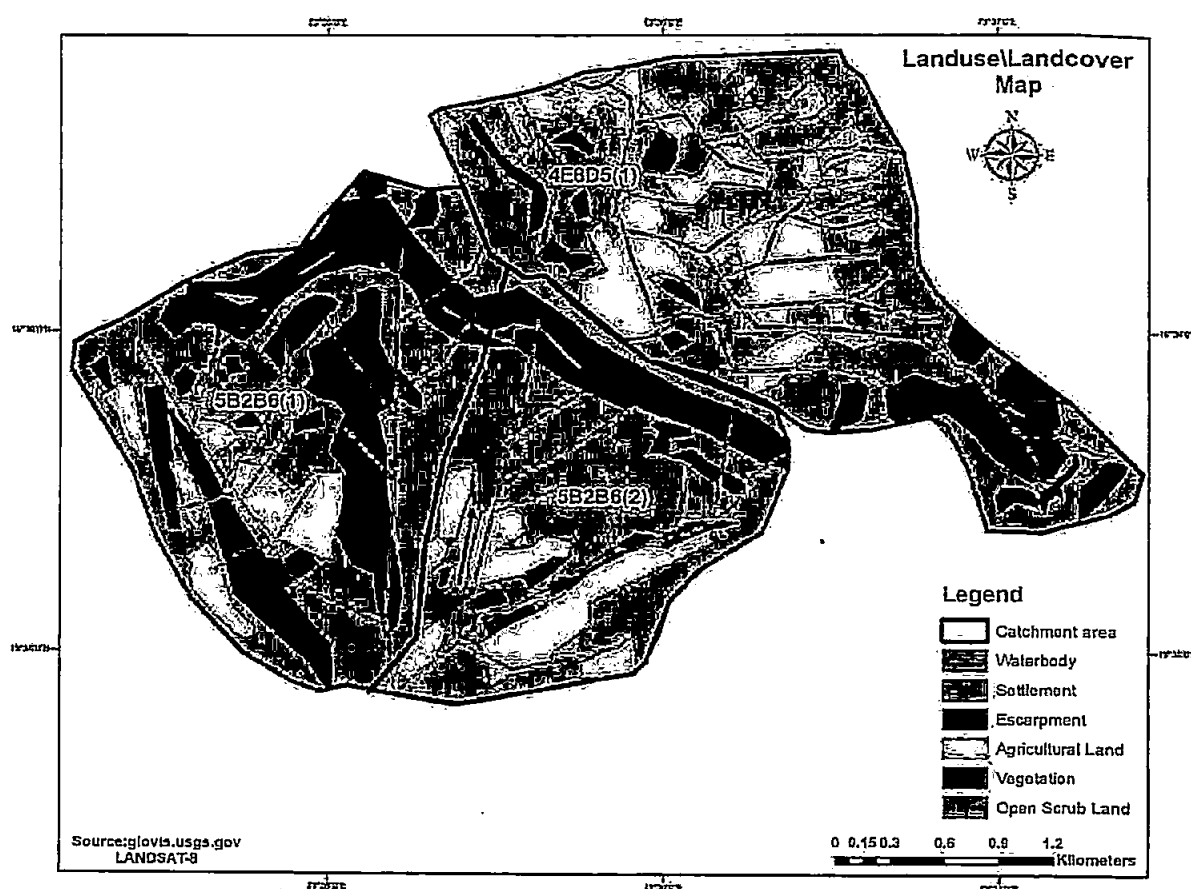 Landuse\Landcover
Map
N
W E
S
4E8D5(1)
5B2B6(1)
5B2B6(2)
Legend
Catchment area
Waterbody
Settlement
Escarpment
Agricultural Land
Vegetation
Open Scrub Land
Source:glovis.usgs.gov
LANDSAT-8
0 0.15 0.3 0.6 0.9 1.2
Kilometers